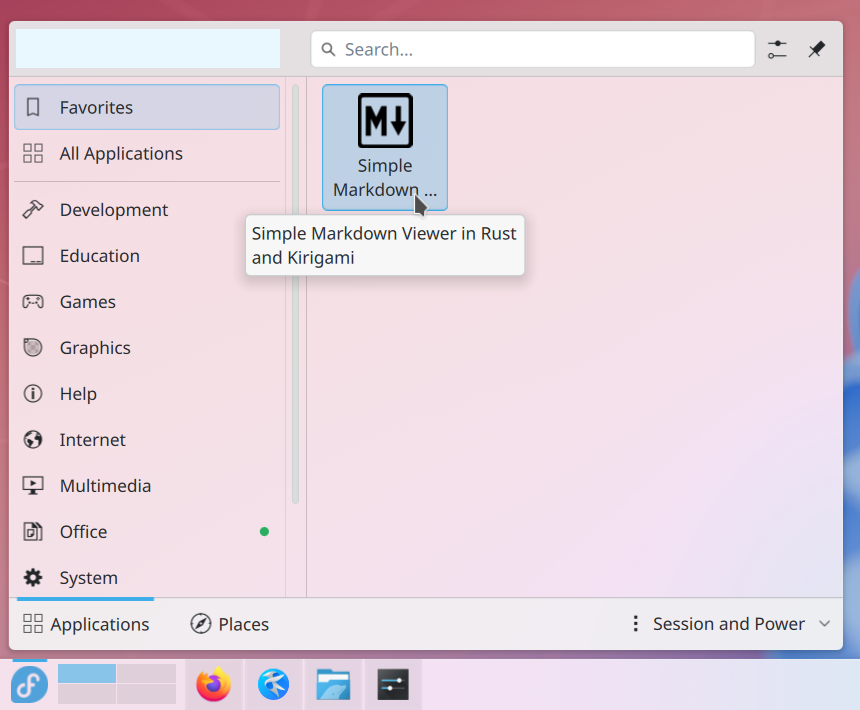 Search...
Favorites
All Applications
Development
Education
Games
Graphics
Help
Internet
Multimedia
Office
System
M
Simple
Markdown ...
Simple Markdown Viewer in Rust
and Kirigami
Applications
Places
Session and Power